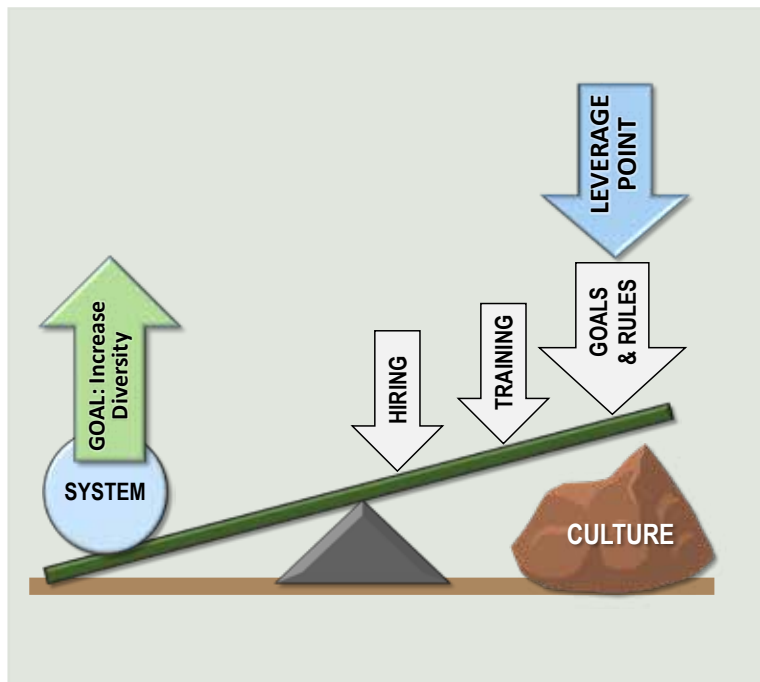 LEVERAGE
POINT
GOALS
& RULES
TRAINING
HIRING
GOAL: Increase
Diversity
SYSTEM
CULTURE